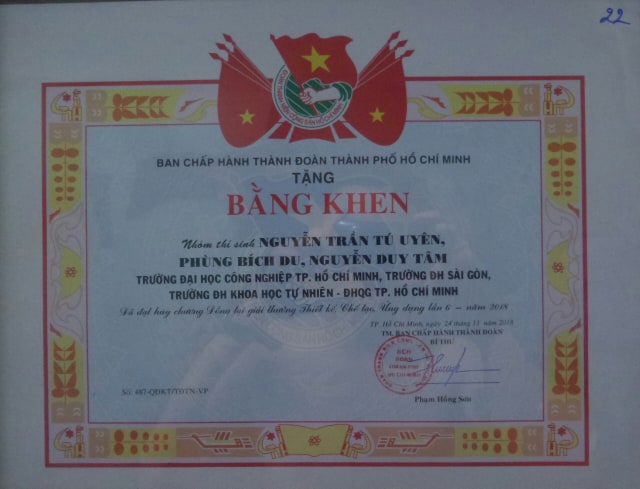 22
BAN CHẤP HÀNH THÀNH ĐOÀN THÀNH PHỐ HỒ CHÍ MINH
TẶNG
BẰNG KHEN
Nhóm thí sinh NGUYỄN TRẦN TÚ UYÊN,
PHÙNG BÍCH DU, NGUYỄN DUY TÂM
TRƯỜNG ĐẠI HỌC CÔNG NGHIỆP TP. HỒ CHÍ MINH, TRƯỜNG ĐH SÀI GÒN,
TRƯỜNG ĐH KHOA HỌC TỰ NHIÊN - ĐHQG TP. HỒ CHÍ MINH
Đã đạt huy chương Đồng tại giải thưởng Thiết kế, Chế tạo, Ứng dụng lần 6 - năm 2018
TP. Hồ Chí Minh, ngày 24 tháng 11 năm 2018
TM. BAN CHẤP HÀNH THÀNH ĐOÀN
BÍ THƯ
Số: 487-QĐKT/TĐTN-VP
Phạm Hồng Sơn